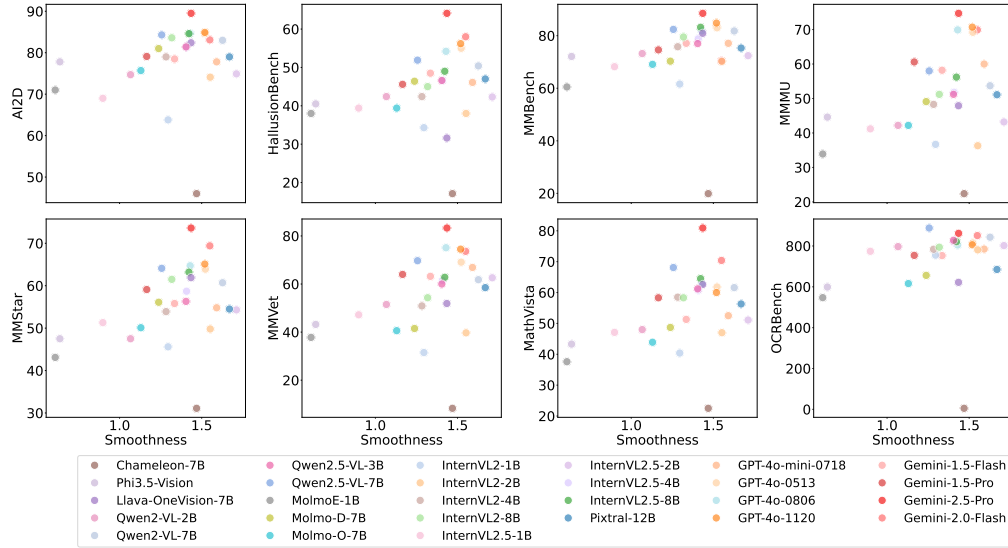 AI2D
90
80
70
60
50
HallusionBench
60
50
40
30
20
MMBench
80
60
40
20
MMMU
70
60
50
40
30
20
MMStar
70
60
50
40
30
1.0 1.5
Smoothness
MMVet
80
60
40
20
1.0 1.5
Smoothness
MathVista
80
70
60
50
40
30
20
1.0 1.5
Smoothness
OCRBench
800
600
400
200
0
1.0 1.5
Smoothness
Chameleon-7B
Phi3.5-Vision
Llava-OneVision-7B
Qwen2-VL-2B
Qwen2-VL-7B
Qwen2.5-VL-3B
Qwen2.5-VL-7B
MolmoE-1B
Molmo-D-7B
Molmo-O-7B
InternVL2-1B
InternVL2-2B
InternVL2-4B
InternVL2-8B
InternVL2.5-1B
InternVL2.5-2B
InternVL2.5-4B
InternVL2.5-8B
Pixtral-12B
GPT-4o-mini-0718
GPT-4o-0513
GPT-4o-0806
GPT-4o-1120
Gemini-1.5-Flash
Gemini-1.5-Pro
Gemini-2.5-Pro
Gemini-2.0-Flash